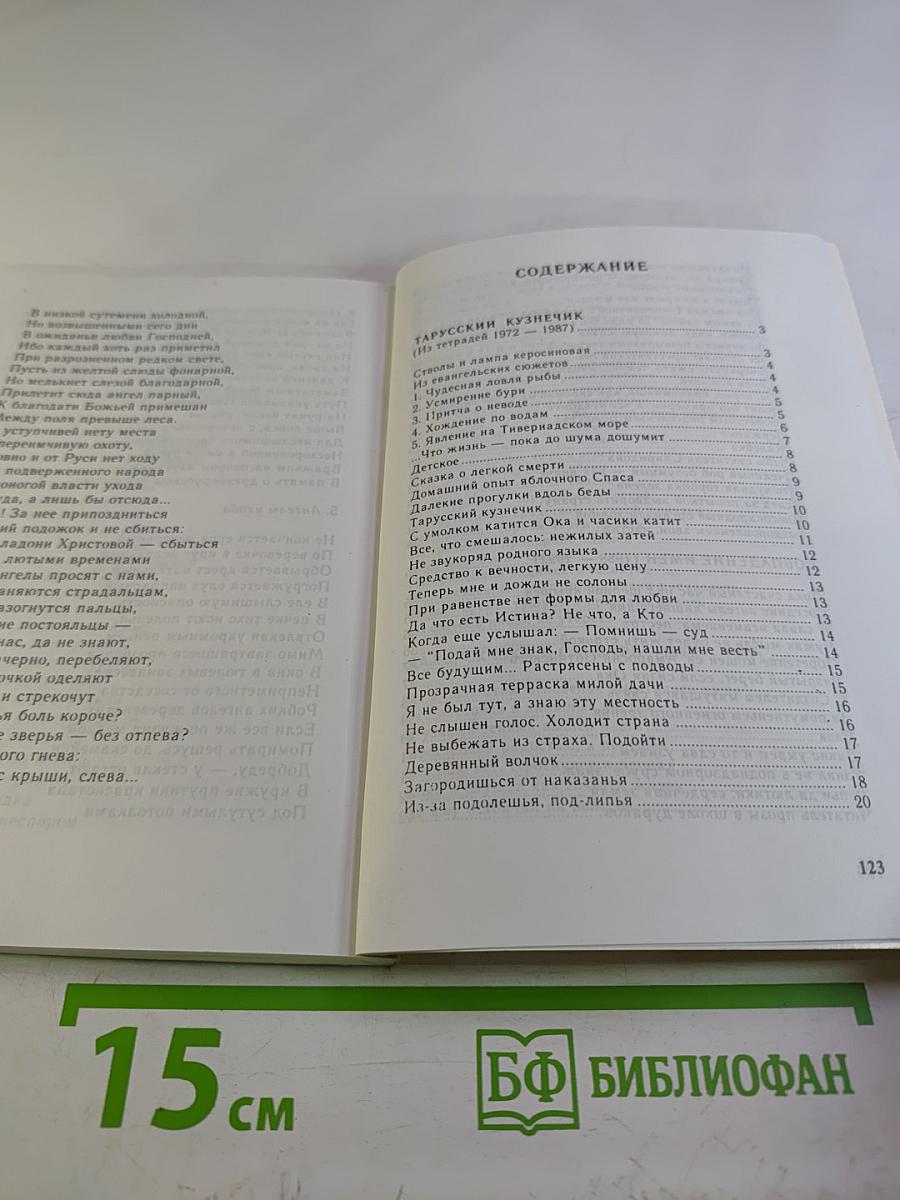 В низкой сутемени холодной,
Но возвышенными сего дни
В ожиданьи любви Господней,
Ибо каждый хоть раз приметил
При разрозненном редком свете,
Пусть из желтой слюды фонарной,
Но мелькнет слезой благодарной,
Прилетит сюда ангел парный,
К благодати Божьей примешан
Между поля превыше леса.
уступчивей нету места
переимчивую охоту,
овно и от Руси нет ходу
подверженного народа
оногой власти ухода
уда, а лишь бы отсюда...
! За нее приподнạться
ий подожок и не сбиться:
ладони Христовой — сбыться
лютыми временами
нгелы просят с нами,
аняются страдальцам,
азогнутся пальцы,
ие постояльцы —
нас, да не знают,
черно, перебеляют,
очкой оделяют
и стрекочут
ья боль короче?
е зверья — без отпева?
ого гнева:
с крыши, слева...
СОДЕРЖАНИЕ
ТАРУССКИЙ КУЗНЕЧИК
(Из тетрадей 1972 — 1987) 3
Стволы и лампа керосиновая 3
Из евангельских сюжетов 4
1. Чудесная ловля рыбы 4
2. Усмирение бури 4
3. Притча о неводе 5
4. Хождение по водам 5
5. Явление на Тивериадском море 6
...Что жизнь — пока до шума дошумит 7
Детское 8
Сказка о легкой смерти 8
Домашний опыт яблочного Спаса 9
Далекие прогулки вдоль беды 9
Тарусский кузнечик 10
С умолком катится Ока и часики катит 10
Все, что смешалось: нежилых затей 11
Не звукоряд родного языка 12
Средство к вечности, легкую цену 12
Теперь мне и дожди не солоны 13
При равенстве нет формы для любви 13
Да что есть Истина? Не что, а Кто 13
Когда еще услышал: — Помнишь — суд 14
— "Подай мне знак, Господь, нашли мне весть" 14
Все будущим... Растрясены с подводы 15
Прозрачная терраска милой дачи 15
Я не был тут, а знаю эту местность 16
Не слышен голос. Холодит страна 16
Не выбежать из страха. Подойти 17
Деревянный волчок 17
Загородишься от наказанья 18
Из-за подолешья, под-липья 20
123
15 см
БФ БИБЛИОФАН